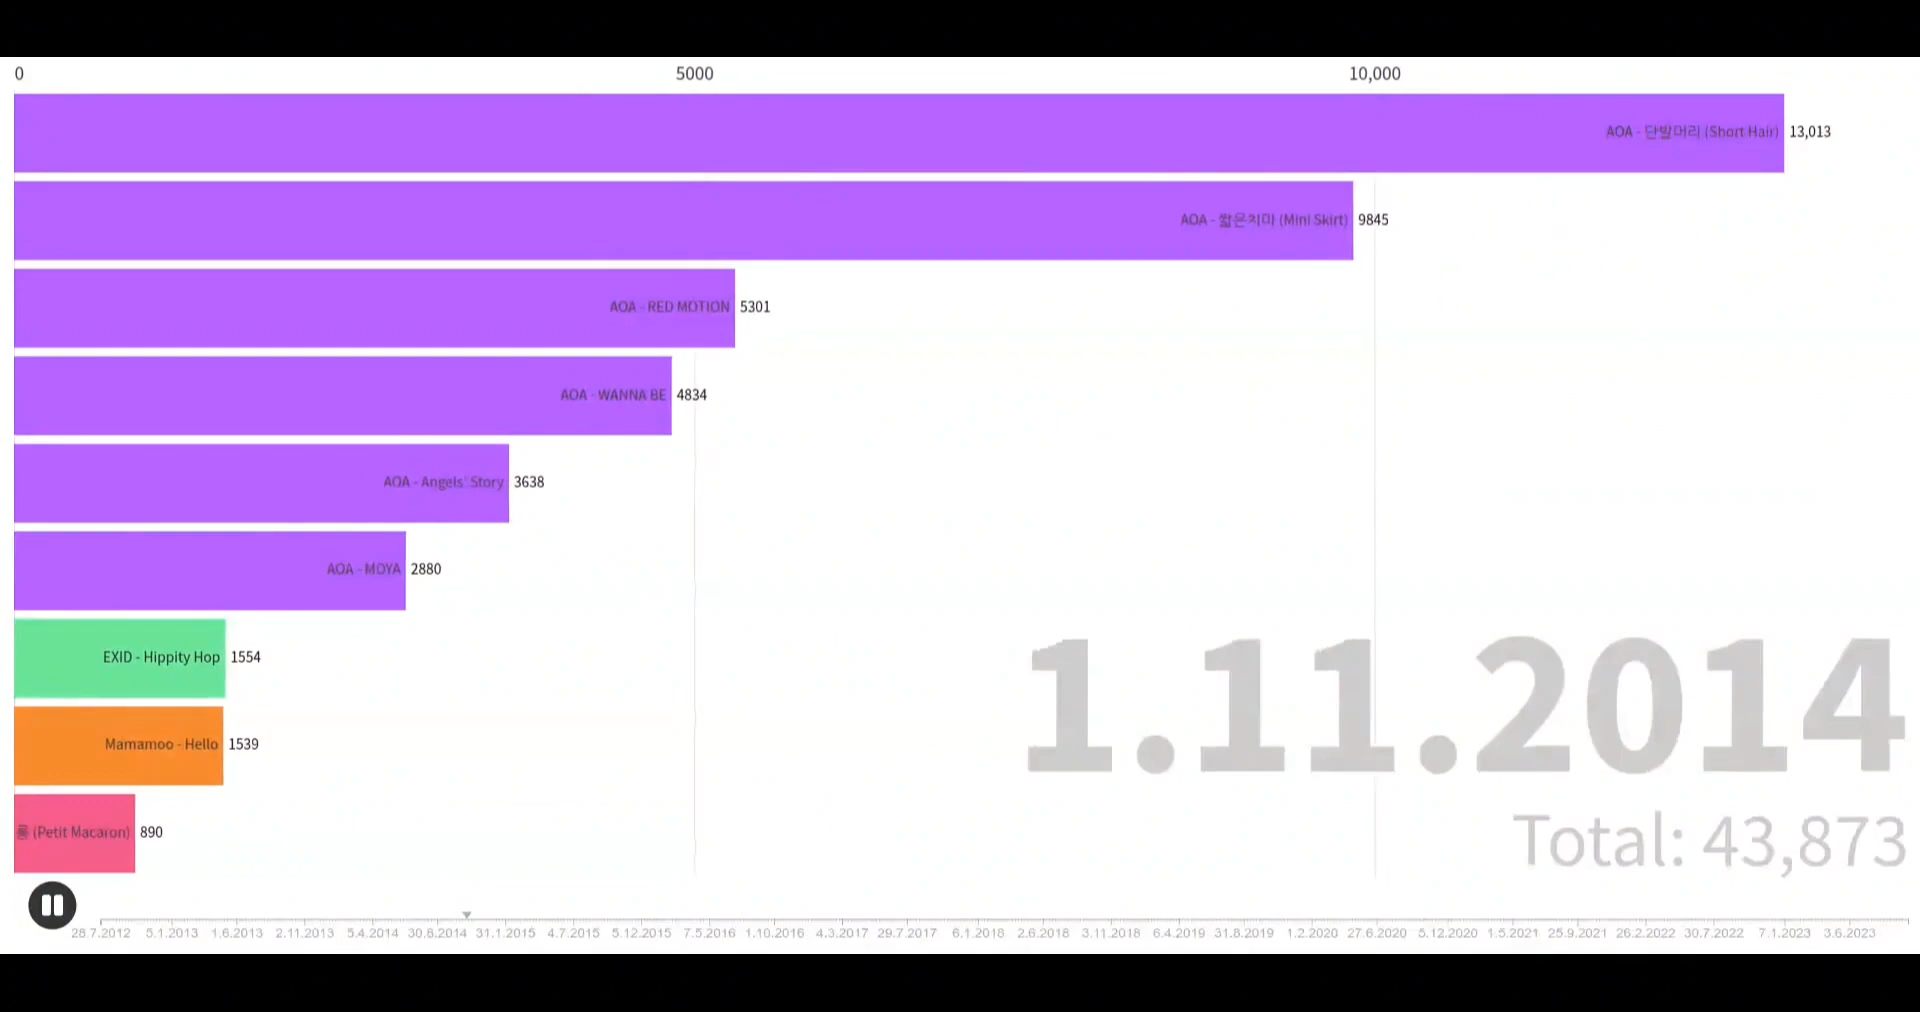 0 5000 10,000
AOA - 단발머리 (Short Hair) 13,013
AOA - 짧은치마 (Mini Skirt) 9845
AOA - RED MOTION 5301
AOA - WANNA BE 4834
AOA - Angels' Story 3638
AOA - MOYA 2880
EXID - Hippity Hop 1554
Mamamoo - Hello 1539
(Petit Macaron) 890
1.11.2014
Total: 43,873
28.7.2012 5.1.2013 1.6.2013 2.11.2013 5.4.2014 30.8.2014 31.1.2015 4.7.2015 5.12.2015 7.5.2016 1.10.2016 4.3.2017 29.7.2017 6.1.2018 2.6.2018 3.11.2018 6.4.2019 31.8.2019 1.2.2020 27.6.2020 5.12.2020 1.5.2021 25.9.2021 26.2.2022 30.7.2022 7.1.2023 3.6.2023